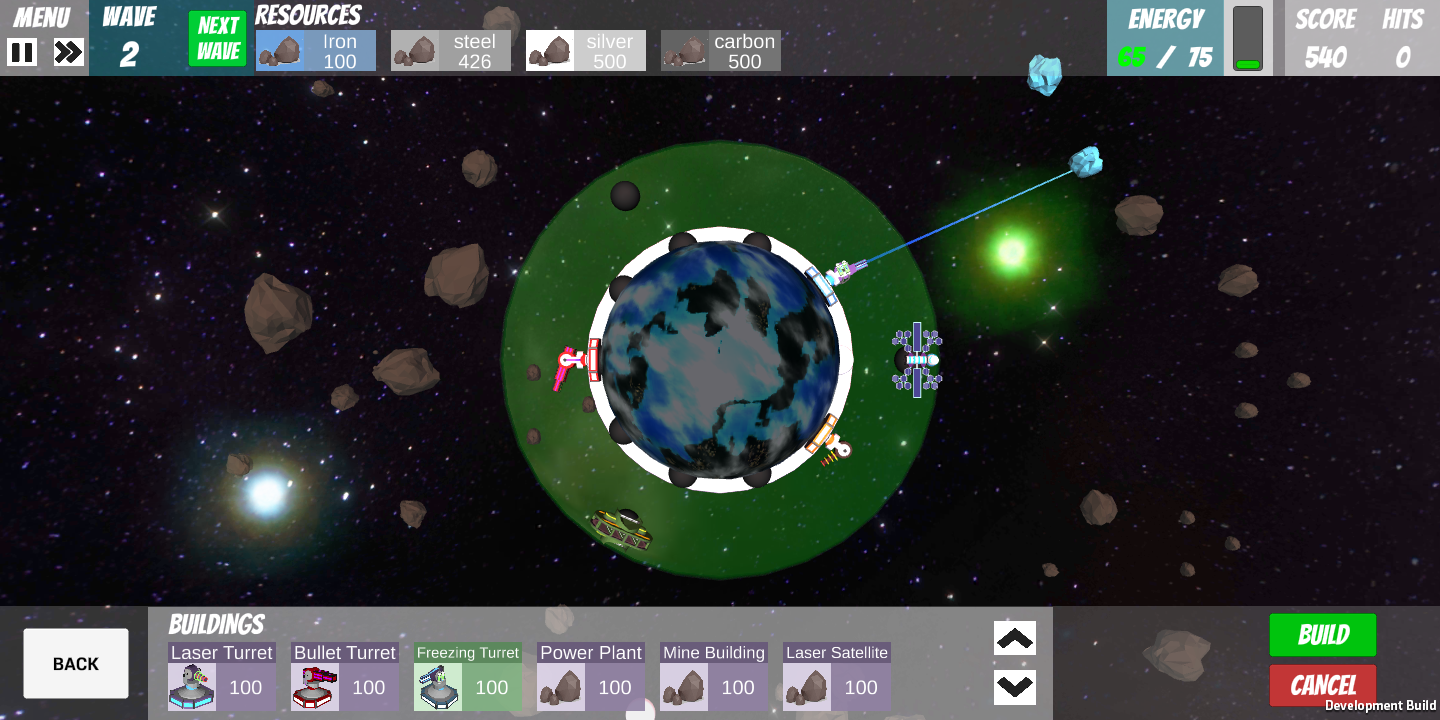 MENU
WAVE
2
NEXT
WAVE
RESOURCES
Iron
100
steel
426
silver
500
carbon
500
ENERGY
65 / 75
SCORE
540
HITS
0
BUILDINGS
Laser Turret
100
Bullet Turret
100
Freezing Turret
100
Power Plant
100
Mine Building
100
Laser Satellite
100
BACK
BUILD
CANCEL
Development Build